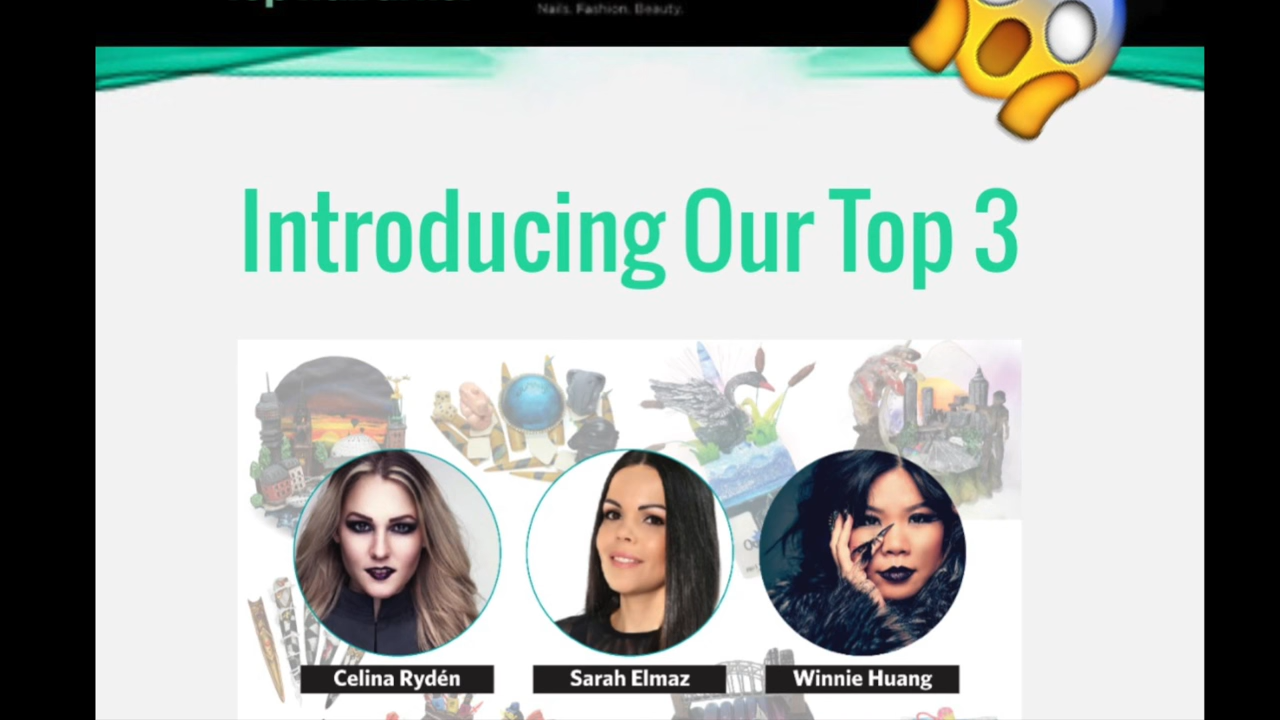 Nails. Fashion. Beauty.
Introducing Our Top 3
Celina Rydén
Sarah Elmaz
Winnie Huang